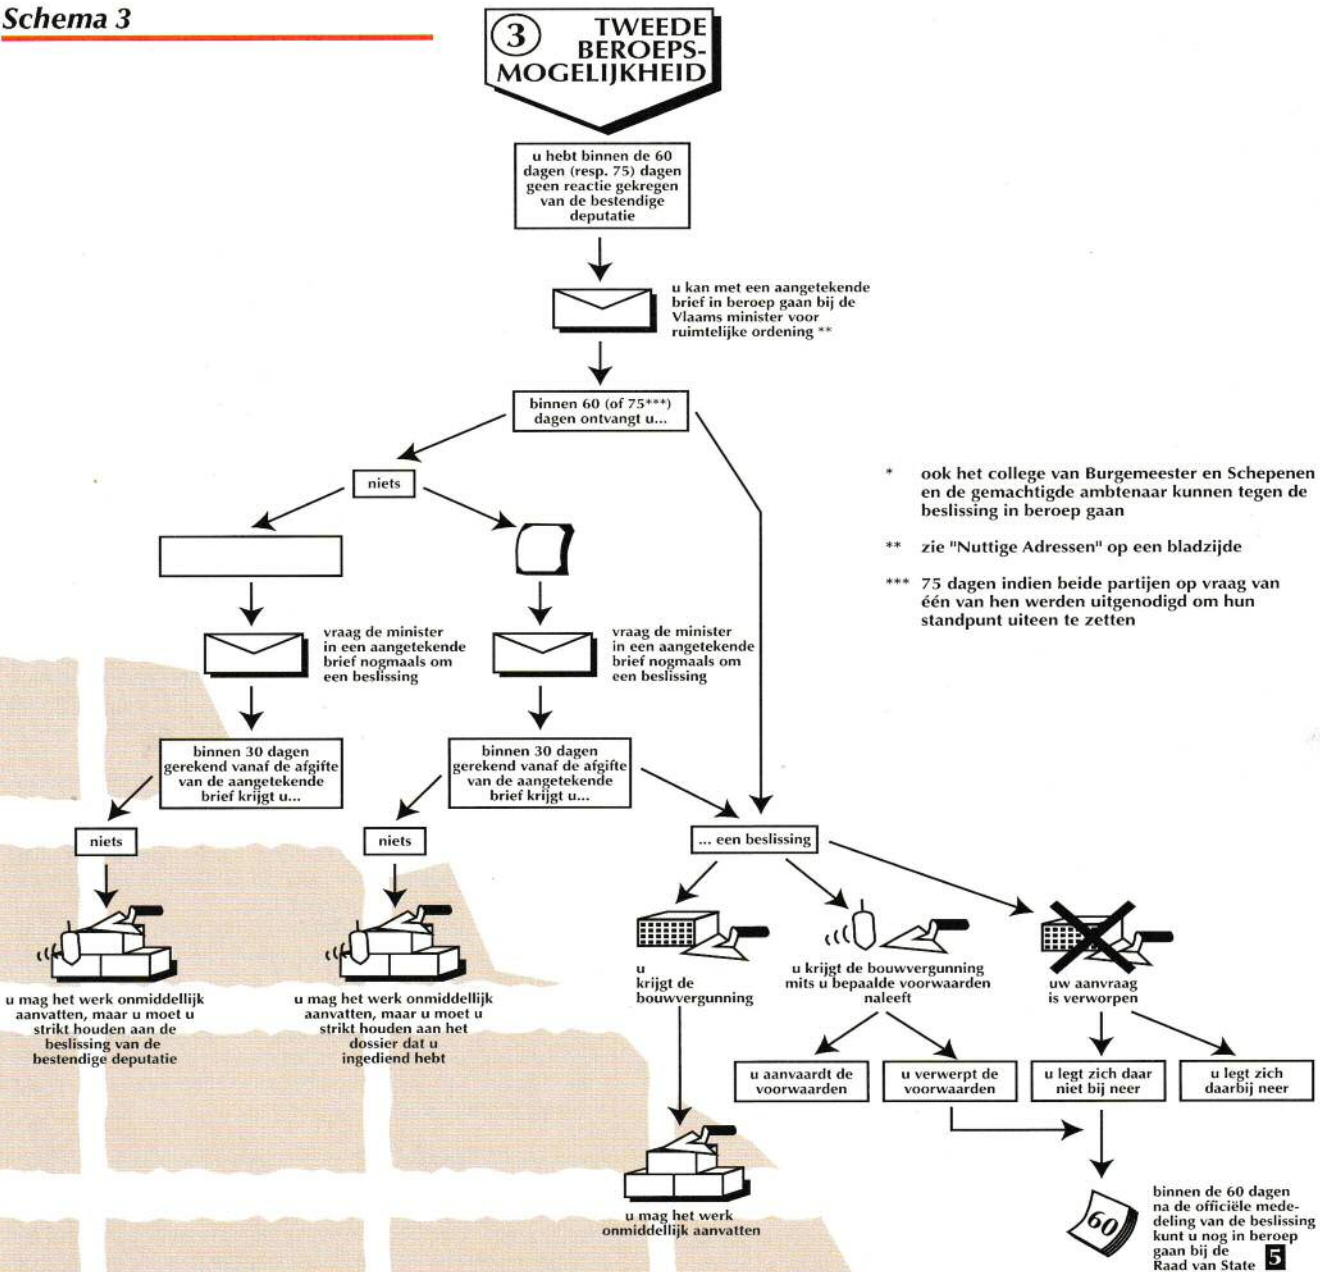 Schema 3
3 TWEEDE
BEROEPS-
MOGELIJKHEID
u hebt binnen de 60
dagen (resp. 75) dagen
geen reactie gekregen
van de bestendige
deputatie
u kan met een aangetekende
brief in beroep gaan bij de
Vlaams minister voor
ruimtelijke ordening **
binnen 60 (of 75***)
dagen ontvangt u...
niets
* ook het college van Burgemeester en Schepenen
en de gemachtigde ambtenaar kunnen tegen de
beslissing in beroep gaan
** zie "Nuttige Adressen" op een bladzijde
*** 75 dagen indien beide partijen op vraag van
één van hen werden uitgenodigd om hun
standpunt uiteen te zetten
vraag de minister
in een aangetekende
brief nogmaals om
een beslissing
vraag de minister
in een aangetekende
brief nogmaals om
een beslissing
binnen 30 dagen
gerekend vanaf de afgifte
van de aangetekende
brief krijgt u...
binnen 30 dagen
gerekend vanaf de afgifte
van de aangetekende
brief krijgt u...
niets
niets
... een beslissing
u mag het werk onmiddellijk
aanvatten, maar u moet u
strikt houden aan de
beslissing van de
bestendige deputatie
u mag het werk onmiddellijk
aanvatten, maar u moet u
strikt houden aan het
dossier dat u
ingediend hebt
u
krijgt de
bouwvergunning
u krijgt de bouwvergunning
mits u bepaalde voorwaarden
naleeft
uw aanvraag
is verworpen
u aanvaardt de
voorwaarden
u verwerpt de
voorwaarden
u legt zich daar
niet bij neer
u legt zich
daarbij neer
u mag het werk
onmiddellijk aanvatten
60
binnen de 60 dagen
na de officiële mede-
deling van de beslissing
kunt u nog in beroep
gaan bij de
Raad van State 5